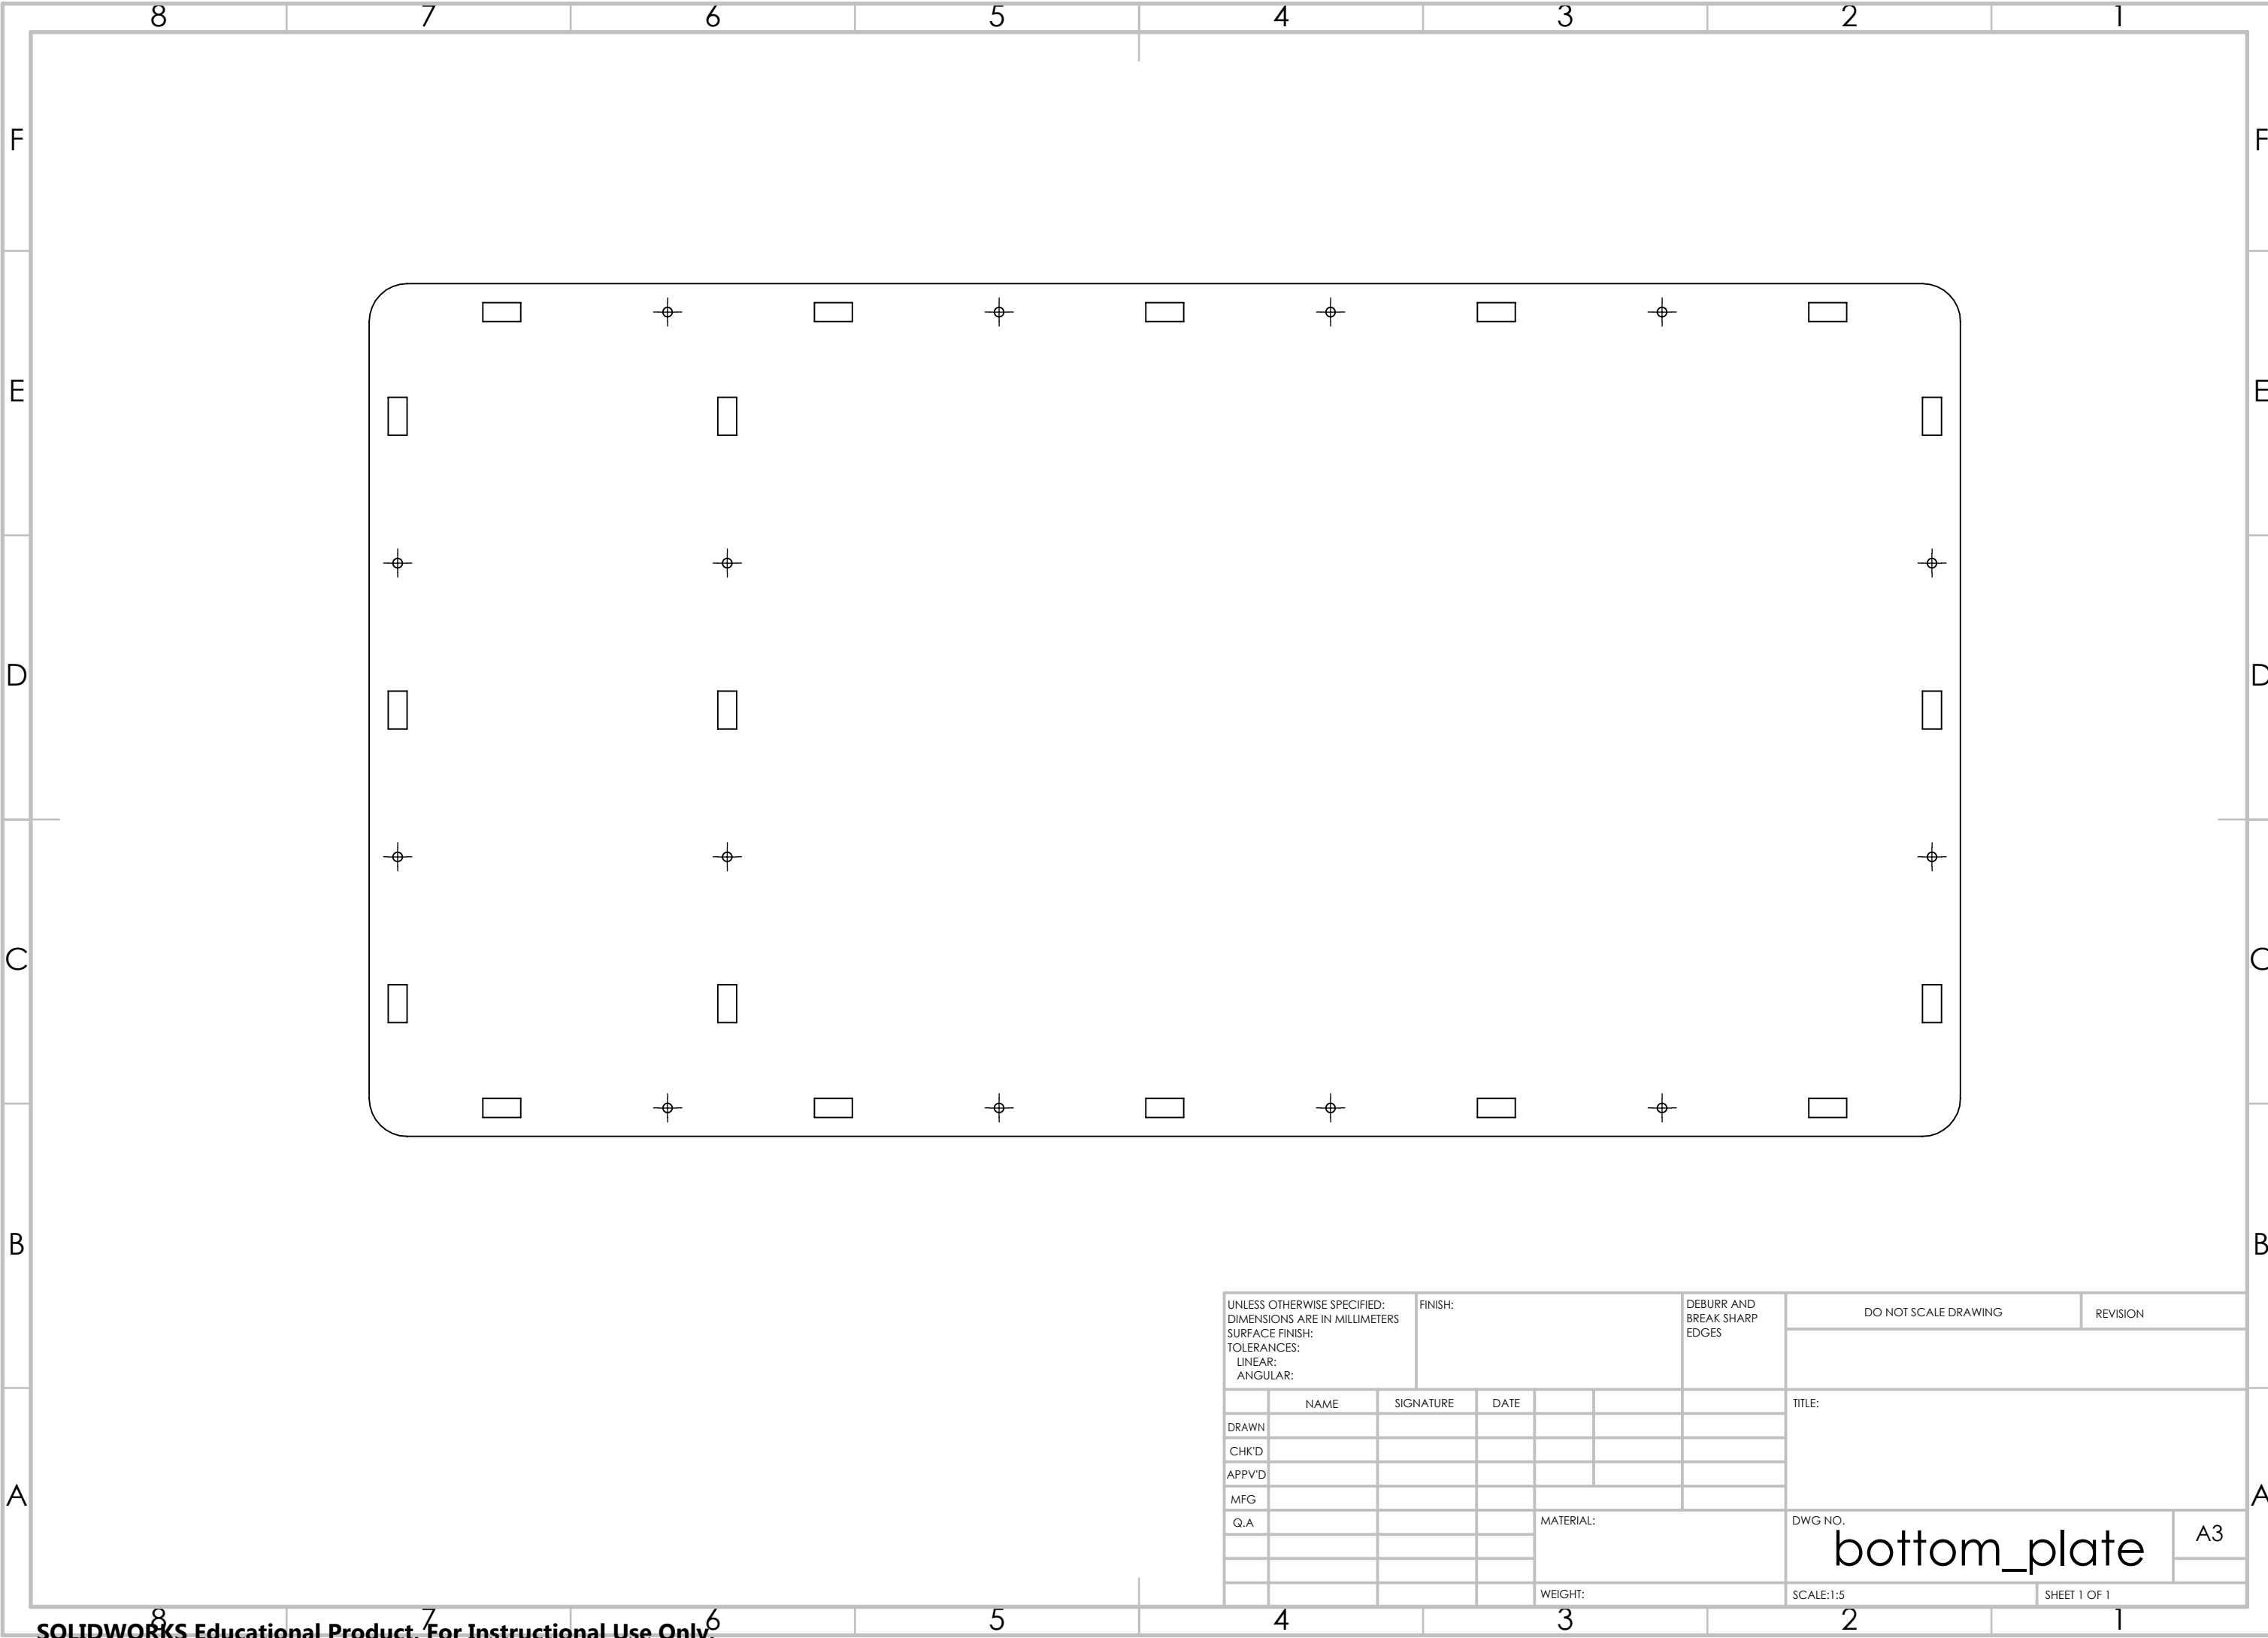 8 7 6 5 4 3 2 1
F F
E E
D D
C C
B B
A A
UNLESS OTHERWISE SPECIFIED:
DIMENSIONS ARE IN MILLIMETERS
SURFACE FINISH:
TOLERANCES:
LINEAR:
ANGULAR:
FINISH:
DEBURR AND
BREAK SHARP
EDGES
DO NOT SCALE DRAWING
REVISION
NAME SIGNATURE DATE
DRAWN
CHK'D
APPV'D
MFG
Q.A
TITLE:
MATERIAL:
DWG NO.
bottom_plate
A3
WEIGHT:
SCALE:1:5
SHEET 1 OF 1
8 7 6 5 4 3 2 1
SOLIDWORKS Educational Product. For Instructional Use Only.